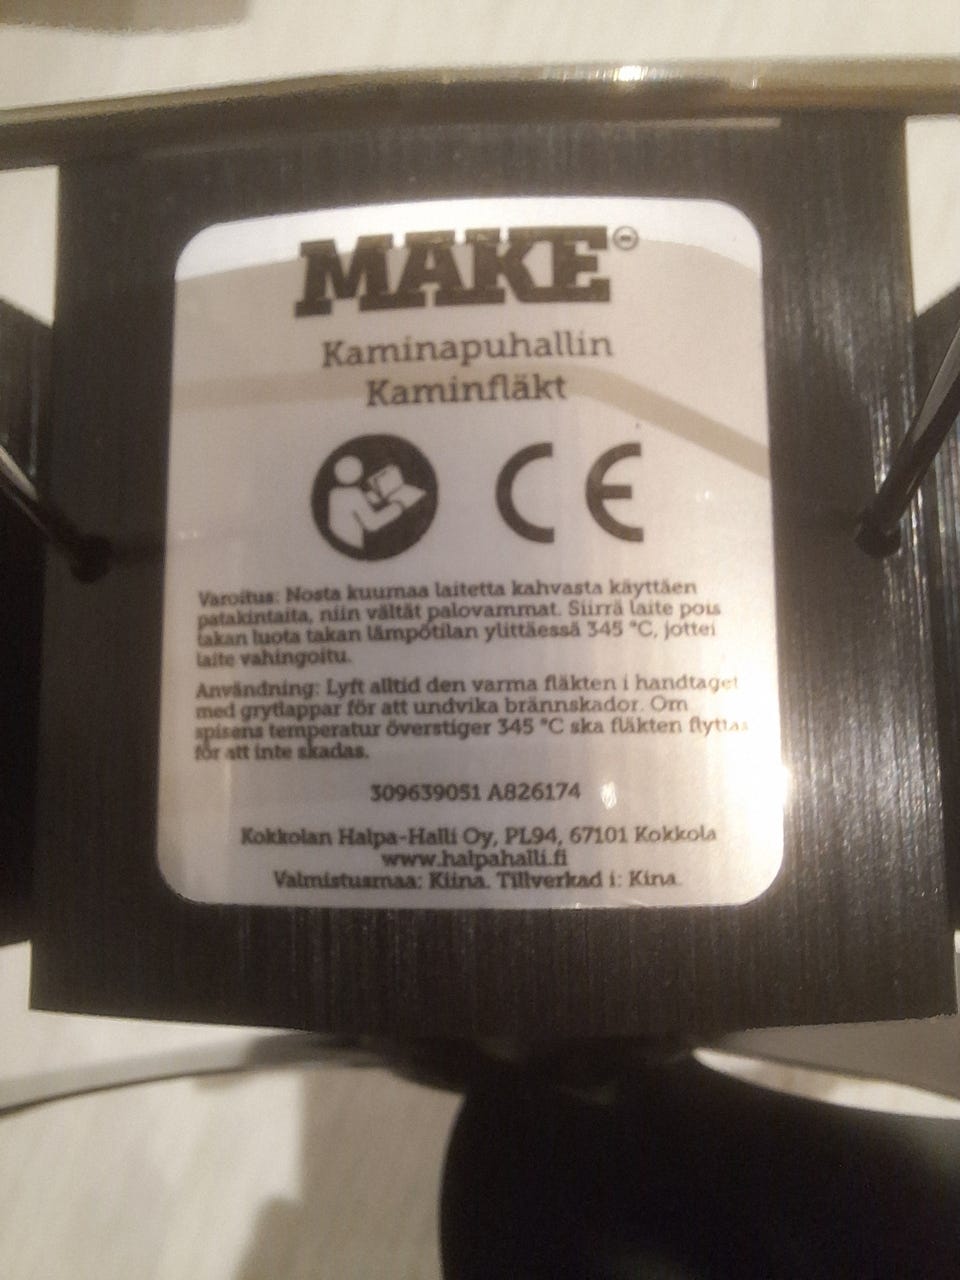 MAKE
Kaminapuhallin
Kaminfläkt
CE
Varoitus: Nosta kuumaa laitetta kahvasta käyttäen
patakintaita, niin vältät palovammat. Siirrä laite pois
takan luota takan lämpötilan ylittäessä 345 °C, jottei
laite vahingoitu.
Användning: Lyft alltid den varma fläkten i handtaget
med grytlappar för att undvika brännskador. Om
spisens temperatur överstiger 345 °C ska fläkten flyttas
för att inte skadas.
309639051 A826174
Kokkolan Halpa-Halli Oy, PL94, 67101 Kokkola
www.halpahalli.fi
Valmistusmaa: Kiina. Tillverkad i: Kina.